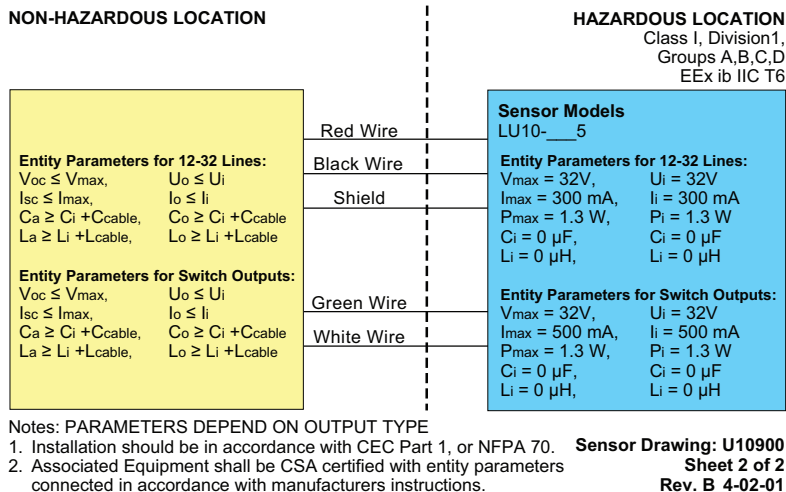 NON-HAZARDOUS LOCATION
HAZARDOUS LOCATION
Class I, Division1,
Groups A,B,C,D
EEx ib IIC T6
Entity Parameters for 12-32 Lines:
Voc ≤ Vmax, Uo ≤ Ui
Isc ≤ Imax, Io ≤ Ii
Ca ≥ Ci +Ccable, Co ≥ Ci +Ccable
La ≥ Li +Lcable, Lo ≥ Li +Lcable
Entity Parameters for Switch Outputs:
Voc ≤ Vmax, Uo ≤ Ui
Isc ≤ Imax, Io ≤ Ii
Ca ≥ Ci +Ccable, Co ≥ Ci +Ccable
La ≥ Li +Lcable, Lo ≥ Li +Lcable
Red Wire
Black Wire
Shield
Green Wire
White Wire
Sensor Models
LU10-___5
Entity Parameters for 12-32 Lines:
Vmax = 32V, Ui = 32V
Imax = 300 mA, Ii = 300 mA
Pmax = 1.3 W, Pi = 1.3 W
Ci = 0 µF, Ci = 0 µF
Li = 0 µH, Li = 0 µH
Entity Parameters for Switch Outputs:
Vmax = 32V, Ui = 32V
Imax = 500 mA, Ii = 500 mA
Pmax = 1.3 W, Pi = 1.3 W
Ci = 0 µF, Ci = 0 µF
Li = 0 µH, Li = 0 µH
Notes: PARAMETERS DEPEND ON OUTPUT TYPE
1. Installation should be in accordance with CEC Part 1, or NFPA 70.
2. Associated Equipment shall be CSA certified with entity parameters
connected in accordance with manufacturers instructions.
Sensor Drawing: U10900
Sheet 2 of 2
Rev. B 4-02-01